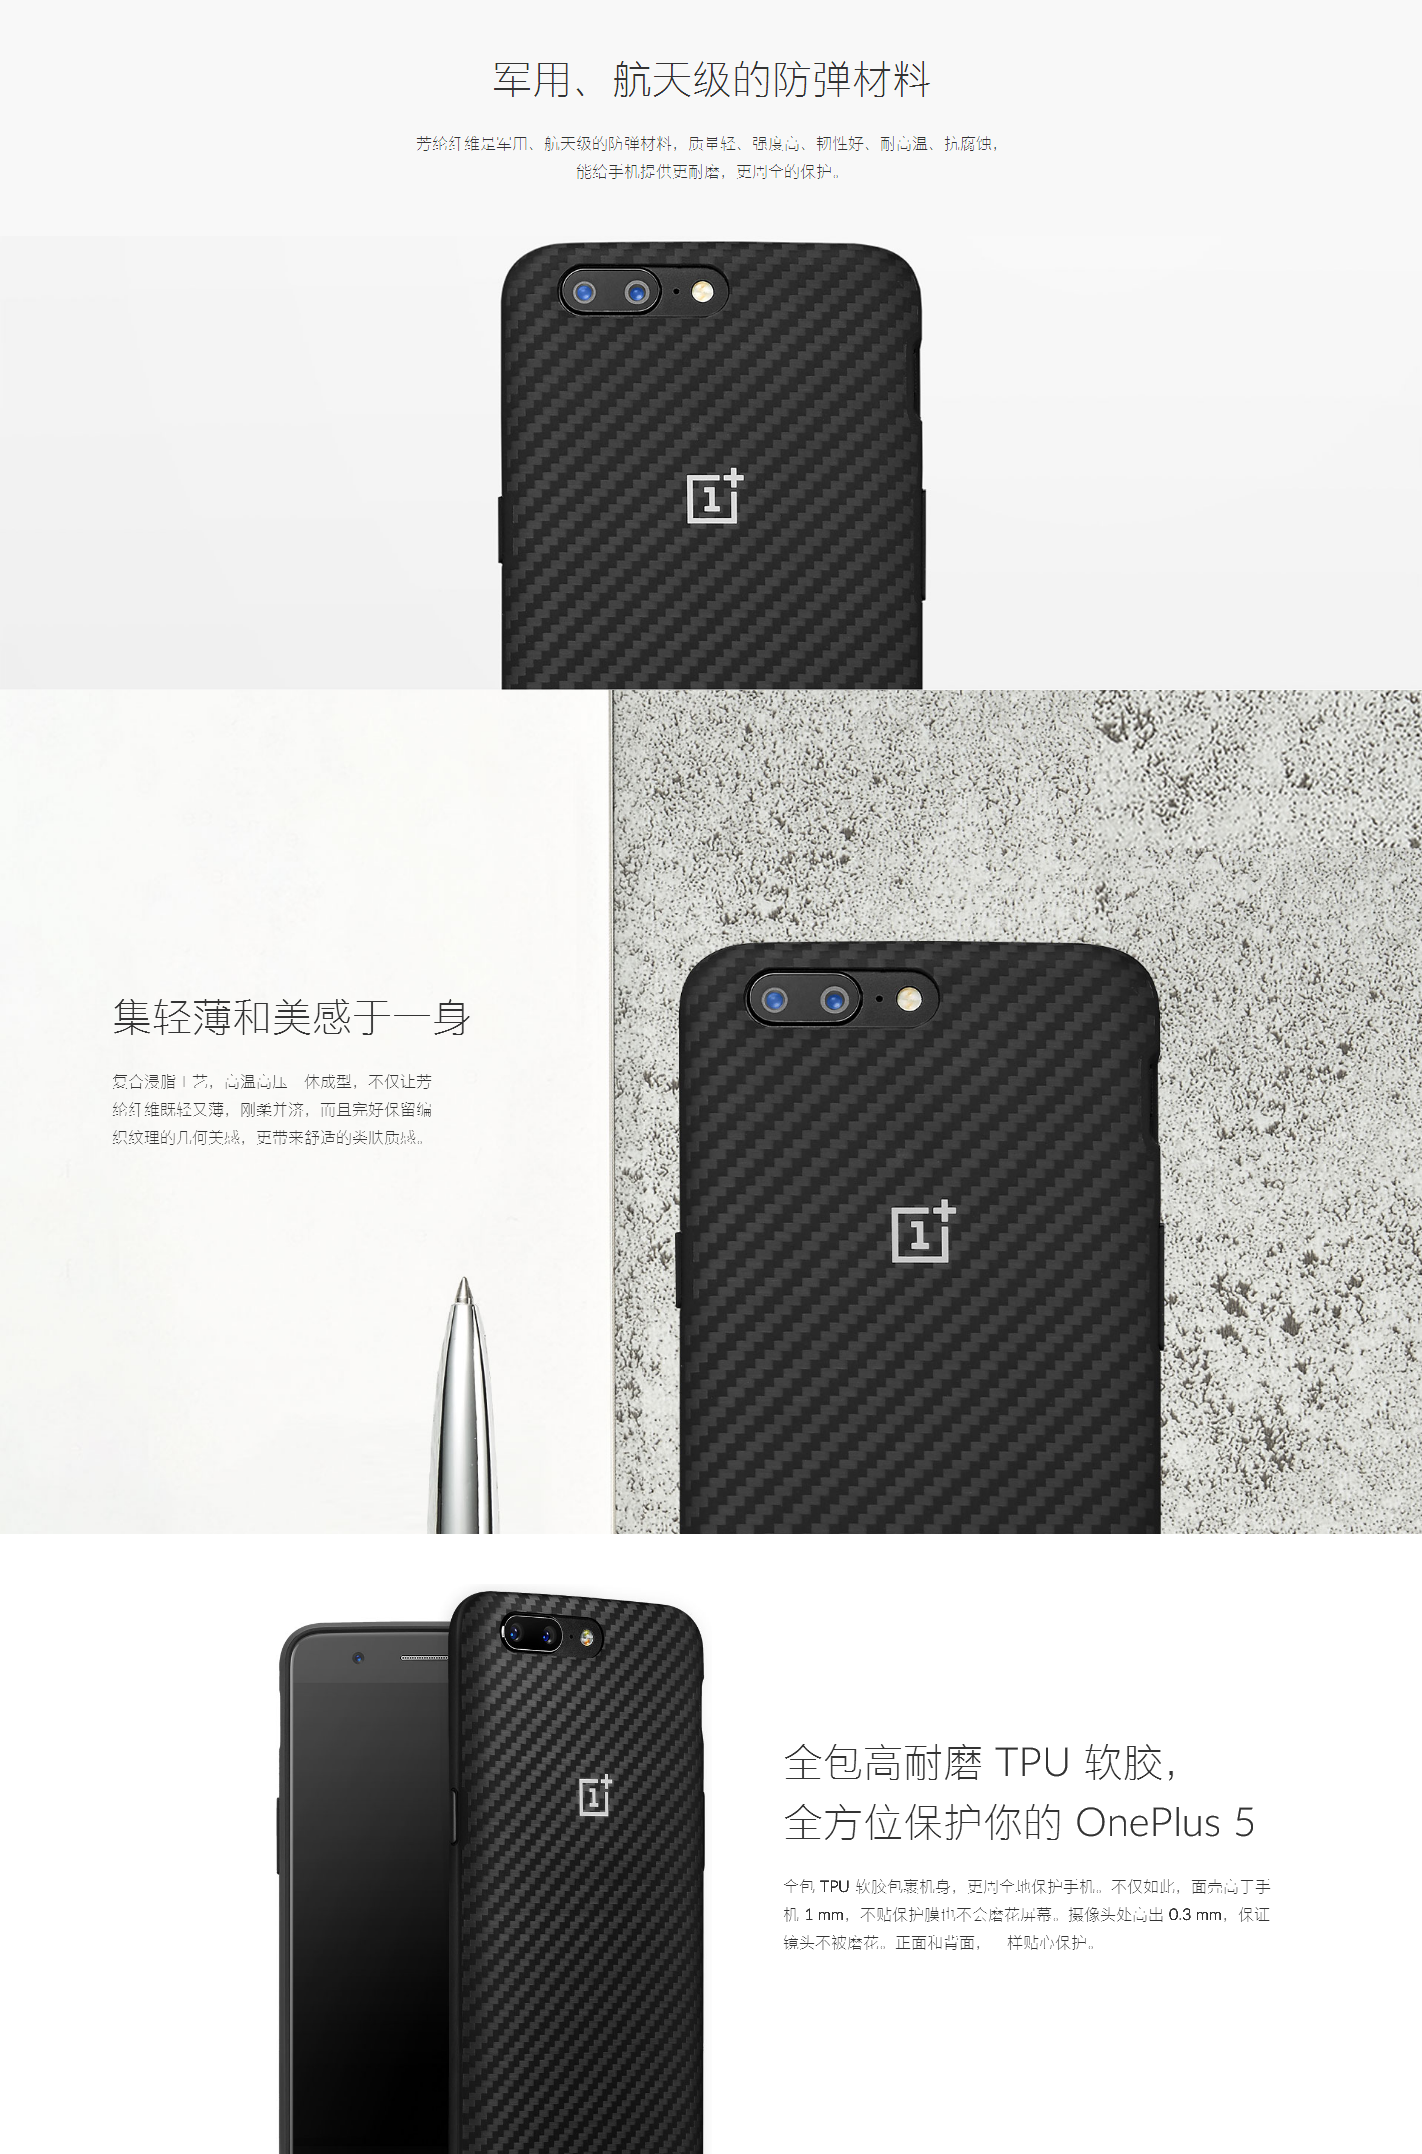 军用、航天级的防弹材料
芳纶纤维是军用、航天级的防弹材料，质量轻、强度高、韧性好、耐高温、抗腐蚀，
能给手机提供更耐磨，更周全的保护。
集轻薄和美感于一身
复合浸脂工艺，高温高压一体成型，不仅让芳
纶纤维既轻又薄，刚柔并济，而且完好保留编
织纹理的几何美感，更带来舒适的类肤质感。
全包高耐磨 TPU 软胶，
全方位保护你的 OnePlus 5
全包 TPU 软胶包裹机身，更周全地保护手机。不仅如此，面壳高于手
机 1 mm，不贴保护膜也不会磨花屏幕。摄像头处高出 0.3 mm，保证
镜头不被磨花。正面和背面，一样贴心保护。